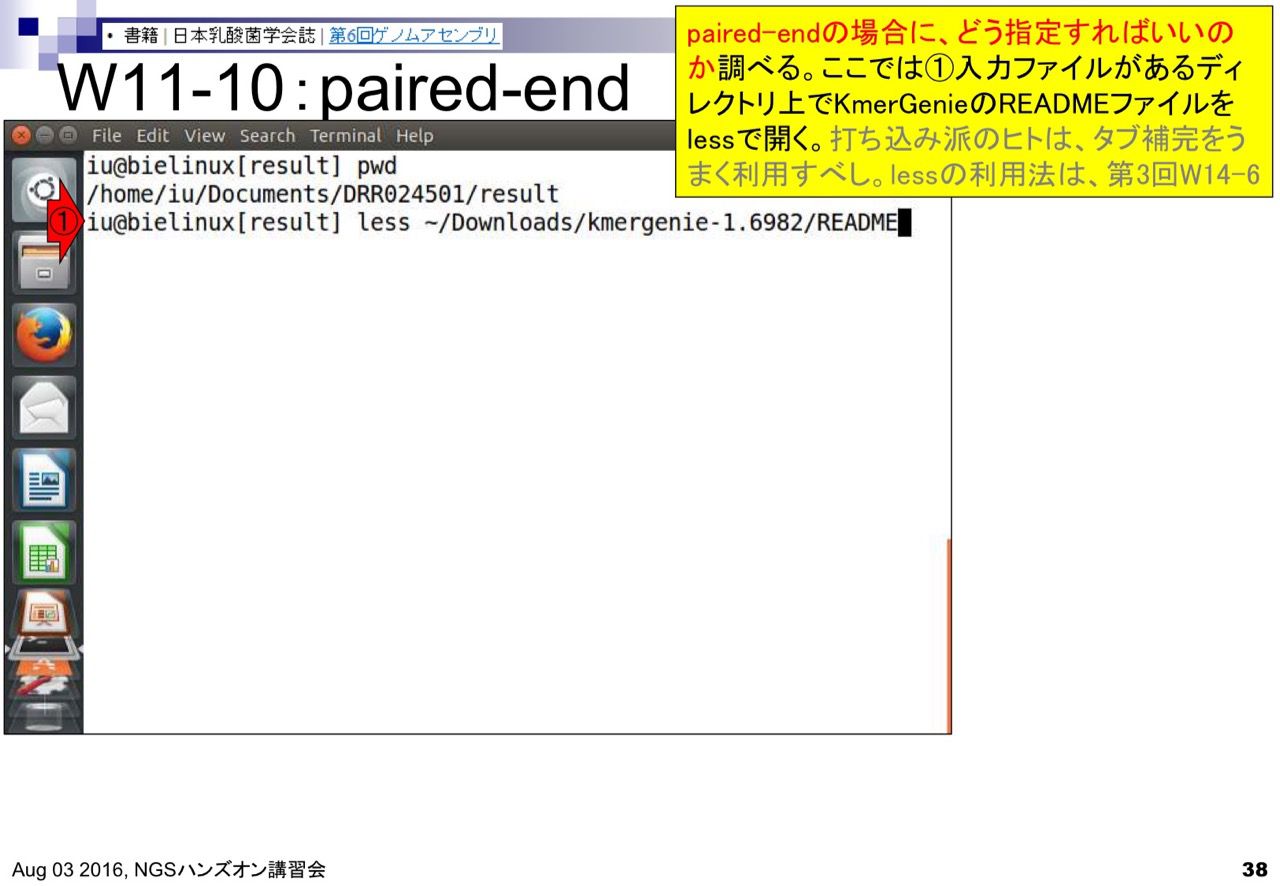 ・ 書籍 | 日本乳酸菌学会誌 | 第6回ゲノムアセンブリ
W11-10：paired-end
paired-endの場合に、どう指定すればいいの
か調べる。ここでは①入力ファイルがあるディ
レクトリ上でKmerGenieのREADMEファイルを
lessで開く。打ち込み派のヒトは、タブ補完をう
まく利用すべし。lessの利用法は、第3回W14-6
File Edit View Search Terminal Help
iu@bielinux[result] pwd
/home/iu/Documents/DRR024501/result
①
iu@bielinux[result] less ~/Downloads/kmergenie-1.6982/README
Aug 03 2016, NGSハンズオン講習会
38